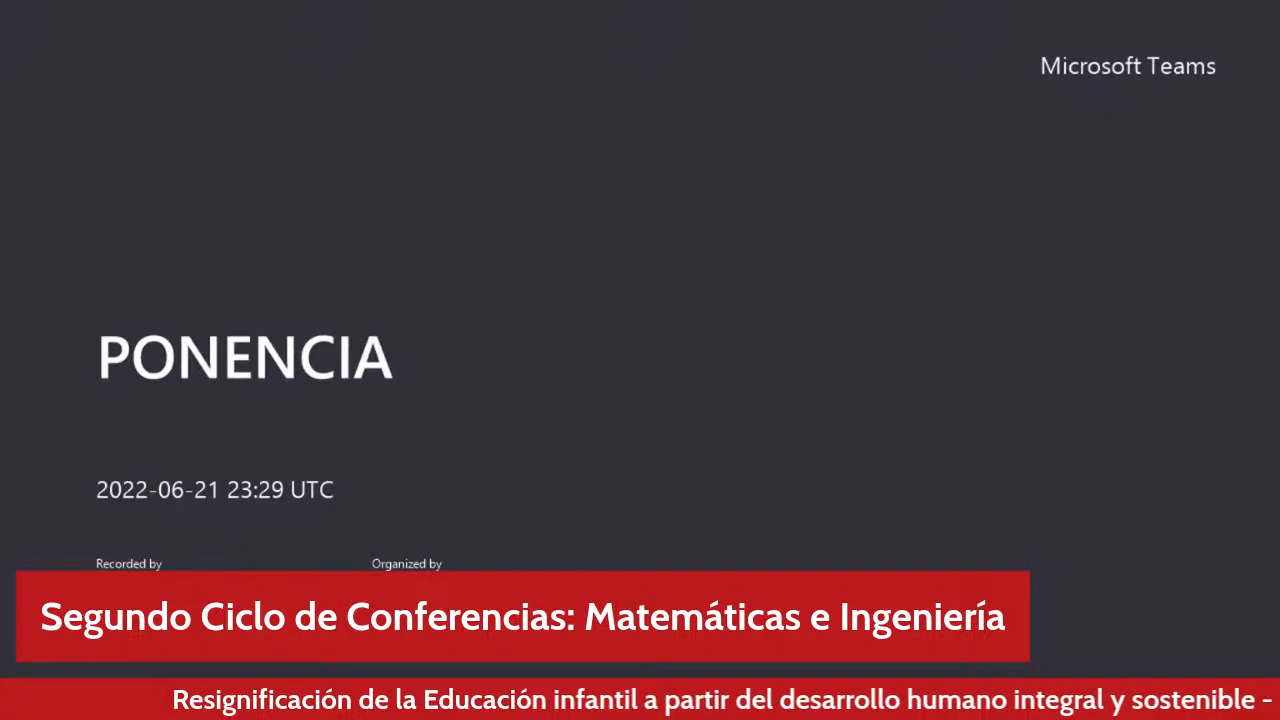 Microsoft Teams
PONENCIA
2022-06-21 23:29 UTC
Recorded by
Organized by
Segundo Ciclo de Conferencias: Matemáticas e Ingeniería
Resignificación de la Educación infantil a partir del desarrollo humano integral y sostenible -